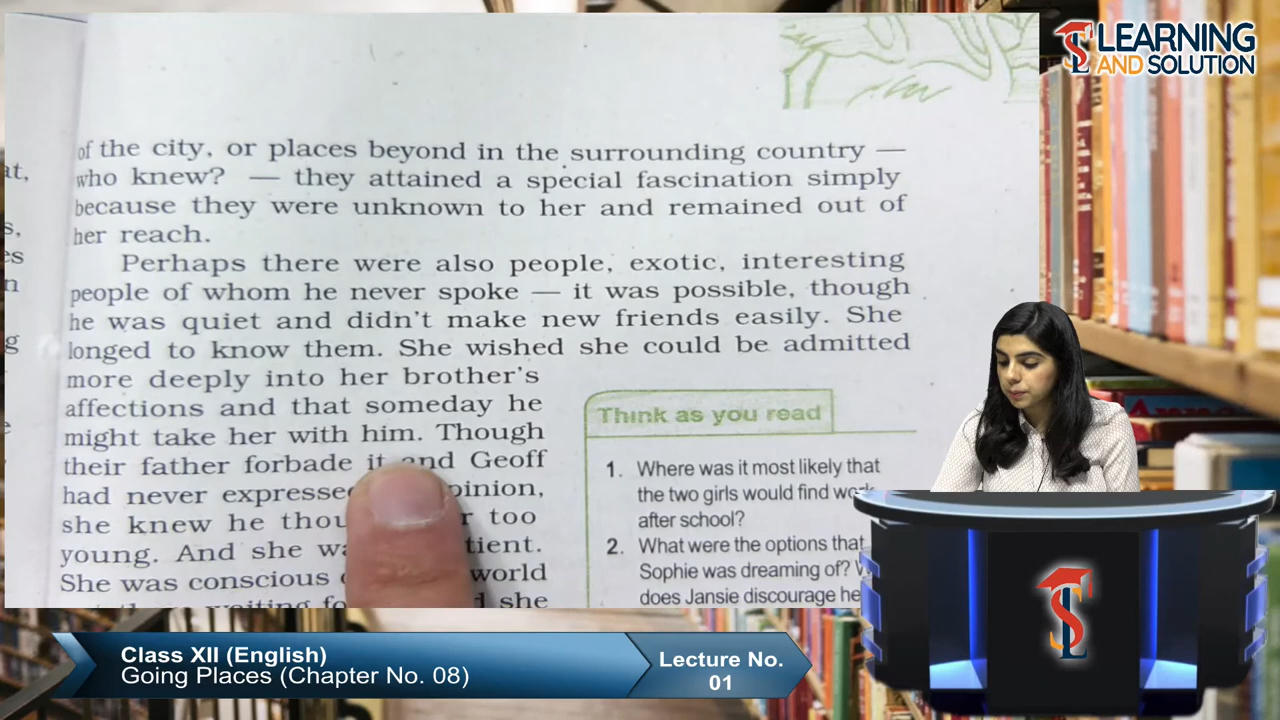 LEARNING
AND SOLUTION
of the city, or places beyond in the surrounding country —
who knew? — they attained a special fascination simply
because they were unknown to her and remained out of
her reach.
Perhaps there were also people, exotic, interesting
people of whom he never spoke — it was possible, though
he was quiet and didn't make new friends easily. She
longed to know them. She wished she could be admitted
more deeply into her brother's
affections and that someday he
might take her with him. Though
their father forbade it and Geoff
had never expressed
she knew he too
young. And she
She was conscious world
she
Think as you read
1. Where was it most likely that
the two girls would find
after school?
2. What were the options that
Sophie was dreaming of?
does Jansie discourage
Class XII (English)
Going Places (Chapter No. 08)
Lecture No.
01